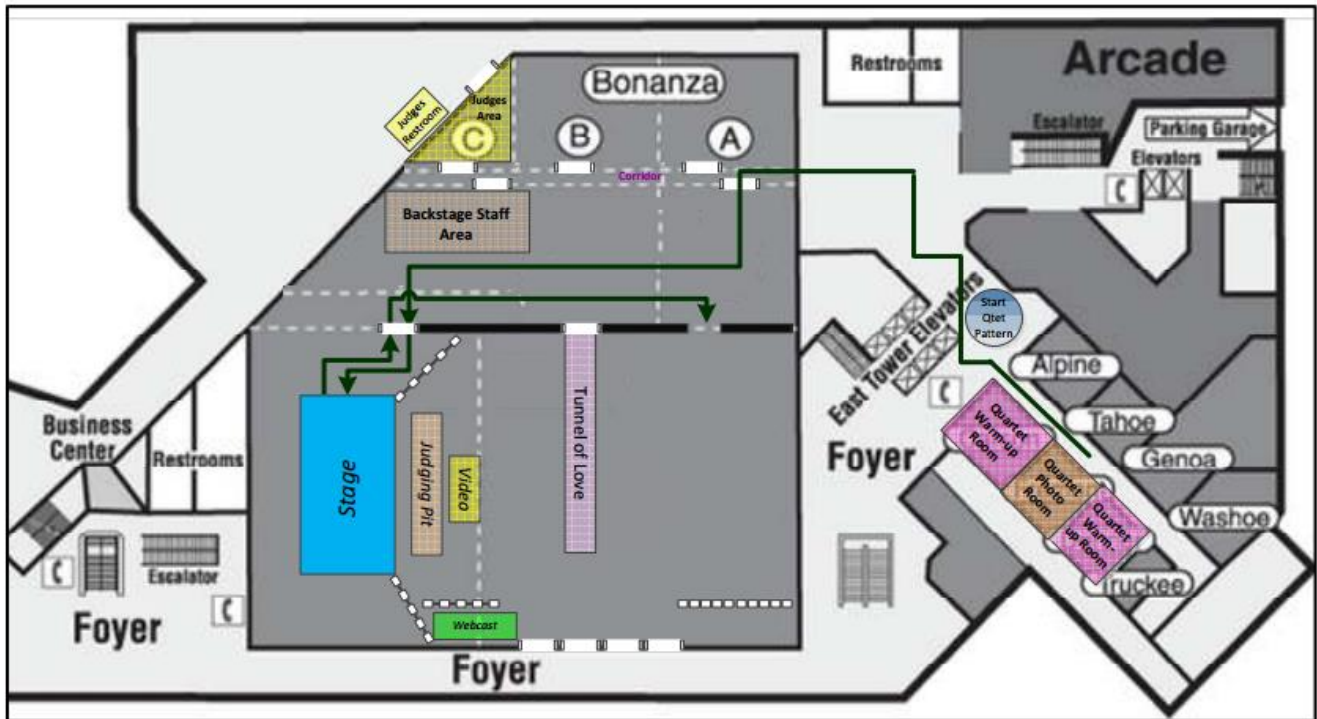 Restrooms
Arcade
Bonanza
Judges
Area
Judges
Restroom
C
B
A
Escalator
Parking Garage
Elevators
Corridor
Backstage Staff
Area
Start
Qtet
Pattern
East Tower Elevators
Alpine
Tahoe
Genoa
Washoe
Truckee
Quartet
Warm-up
Room
Quartet
Photo
Room
Quartet
Warm-
up Room
Foyer
Business
Center
Restrooms
Stage
Judging Pit
Video
Tunnel of Love
Escalator
Foyer
Webcast
Foyer